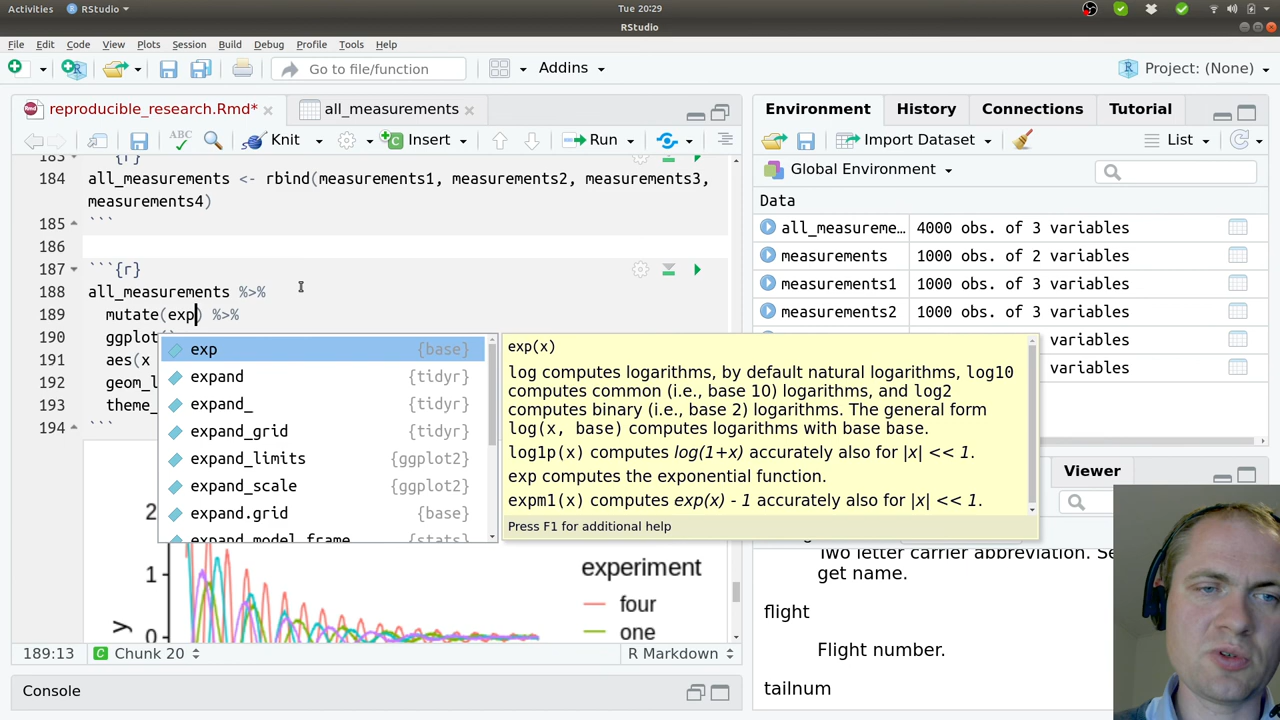 Activities RStudio Tue 20:29
RStudio
File Edit Code View Plots Session Build Debug Profile Tools Help
Go to file/function Addins Project: (None)
reproducible_research.Rmd* all_measurements
ABC Knit Insert Run
184 all_measurements <- rbind(measurements1, measurements2, measurements3,
measurements4)
185 ```
186
187 ```{r}
188 all_measurements %>%
189 mutate(exp) %>%
190 ggplot()
191 aes(x
192 geom_l
193 theme_
194 ```
exp {base}
expand {tidyr}
expand_ {tidyr}
expand_grid {tidyr}
expand_limits {ggplot2}
expand_scale {ggplot2}
expand.grid {base}
expand_model_frame {stats}
exp(x)
log computes logarithms, by default natural logarithms, log10
computes common (i.e., base 10) logarithms, and log2
computes binary (i.e., base 2) logarithms. The general form
log(x, base) computes logarithms with base base.
log1p(x) computes log(1+x) accurately also for |x| << 1.
exp computes the exponential function.
expm1(x) computes exp(x) - 1 accurately also for |x| << 1.
Press F1 for additional help
2
1
0
y
experiment
four
one
189:13 Chunk 20 R Markdown
Console
Environment History Connections Tutorial
Import Dataset List
Global Environment
Data
all_measureme… 4000 obs. of 3 variables
measurements 1000 obs. of 2 variables
measurements1 1000 obs. of 3 variables
measurements2 1000 obs. of 3 variables
Viewer
Two letter carrier abbreviation. Se
get name.
flight
Flight number.
tailnum